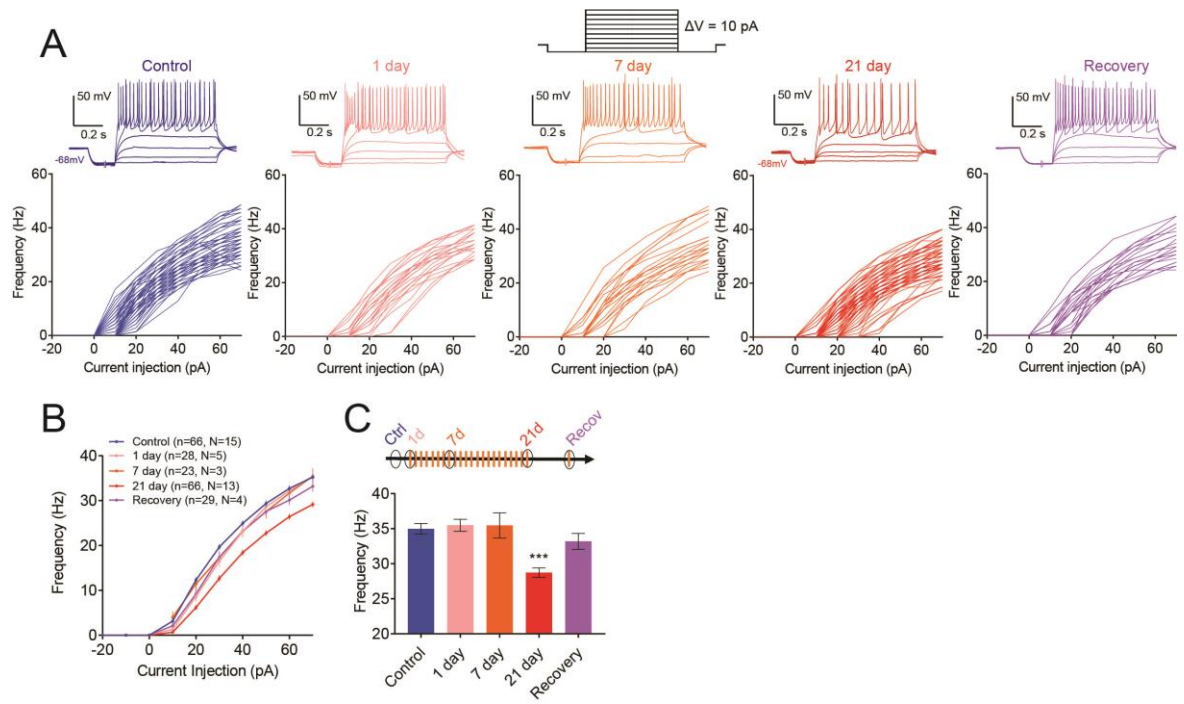 A
ΔV = 10 pA
Control
50 mV
0.2 s
-68mV
1 day
50 mV
0.2 s
7 day
50 mV
0.2 s
21 day
50 mV
0.2 s
-68mV
Recovery
50 mV
0.2 s
Frequency (Hz)
60
40
20
0
-20 0 20 40 60
Current injection (pA)
Frequency (Hz)
60
40
20
0
-20 0 20 40 60
Current injection (pA)
Frequency (Hz)
60
40
20
0
-20 0 20 40 60
Current injection (pA)
Frequency (Hz)
60
40
20
0
-20 0 20 40 60
Current injection (pA)
Frequency (Hz)
60
40
20
0
-20 0 20 40 60
Current injection (pA)
B
Control (n=66, N=15)
1 day (n=28, N=5)
7 day (n=23, N=3)
21 day (n=66, N=13)
Recovery (n=29, N=4)
Frequency (Hz)
40
30
20
10
0
-20 0 20 40 60
Current Injection (pA)
C
Ctrl
1d
7d
21d
Recov
Frequency (Hz)
40
35
30
25
20
***
Control
1 day
7 day
21 day
Recovery